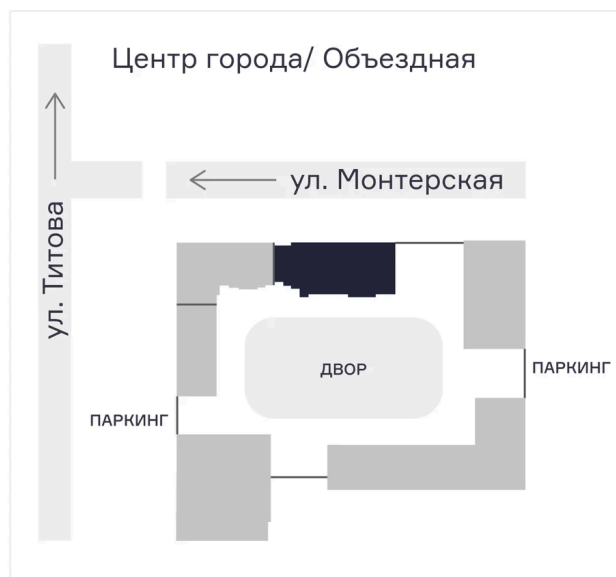 Центр города/ Объездная
ул. Монтерская
ул. Титова
ДВОР
ПАРКИНГ
ПАРКИНГ